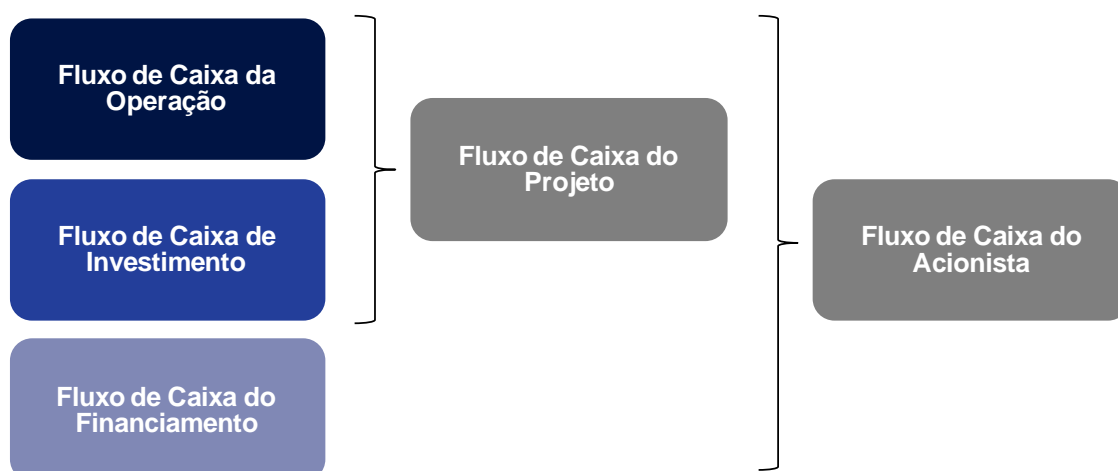 Fluxo de Caixa da
Operação
Fluxo de Caixa do
Projeto
Fluxo de Caixa de
Investimento
Fluxo de Caixa do
Acionista
Fluxo de Caixa do
Financiamento